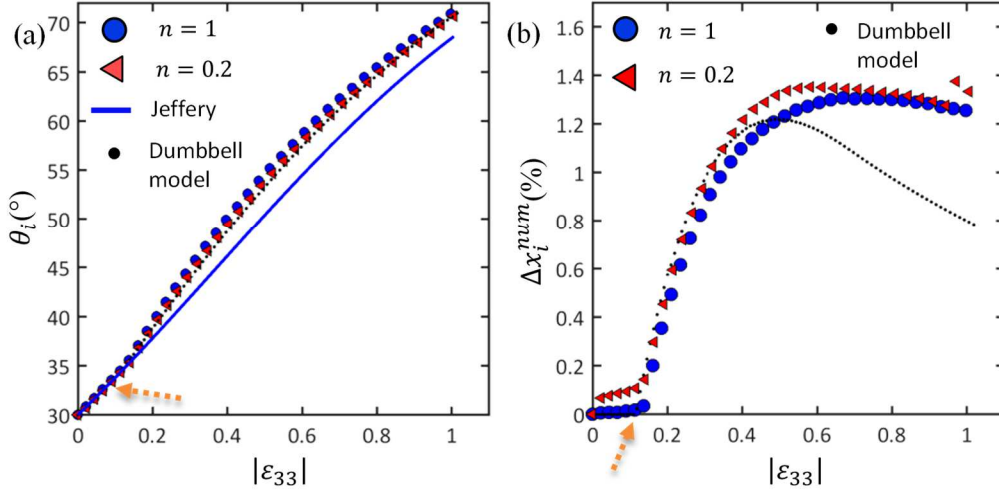 (a)
n = 1
n = 0.2
Jeffery
Dumbbell
model
θᵢ(°)
70
65
60
55
50
45
40
35
30
0
0.2
0.4
0.6
0.8
1
|ε₃₃|
(b)
n = 1
n = 0.2
Dumbbell
model
Δxᵢⁿᵘᵐ(%)
1.6
1.4
1.2
1
0.8
0.6
0.4
0.2
0
0
0.2
0.4
0.6
0.8
1
|ε₃₃|